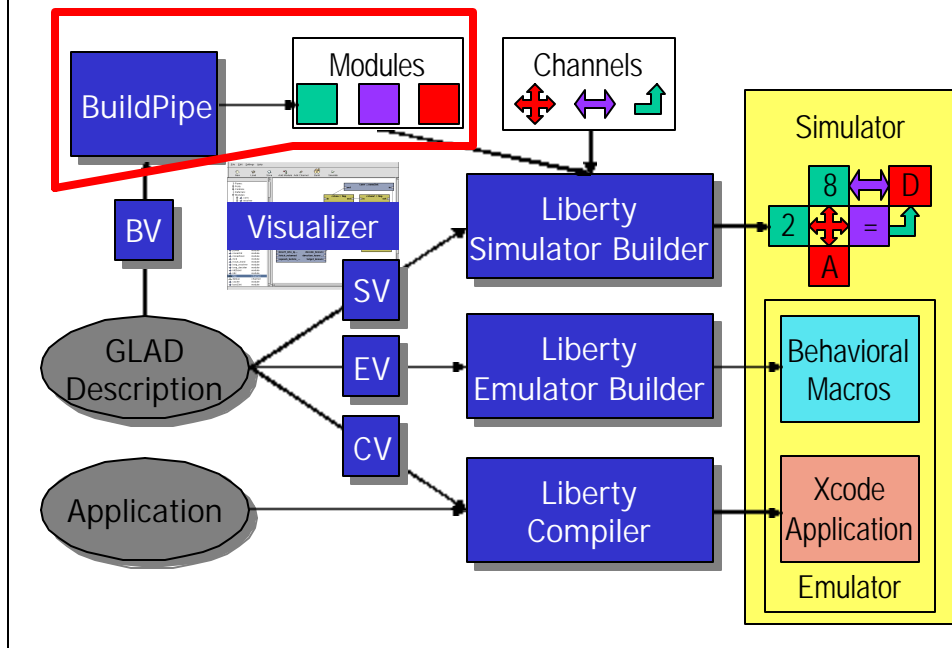 BuildPipe
Modules
Channels
Simulator
8
D
2
=
A
BV
Visualizer
Liberty
Simulator Builder
SV
GLAD
Description
EV
Liberty
Emulator Builder
Behavioral
Macros
CV
Application
Liberty
Compiler
Xcode
Application
Emulator